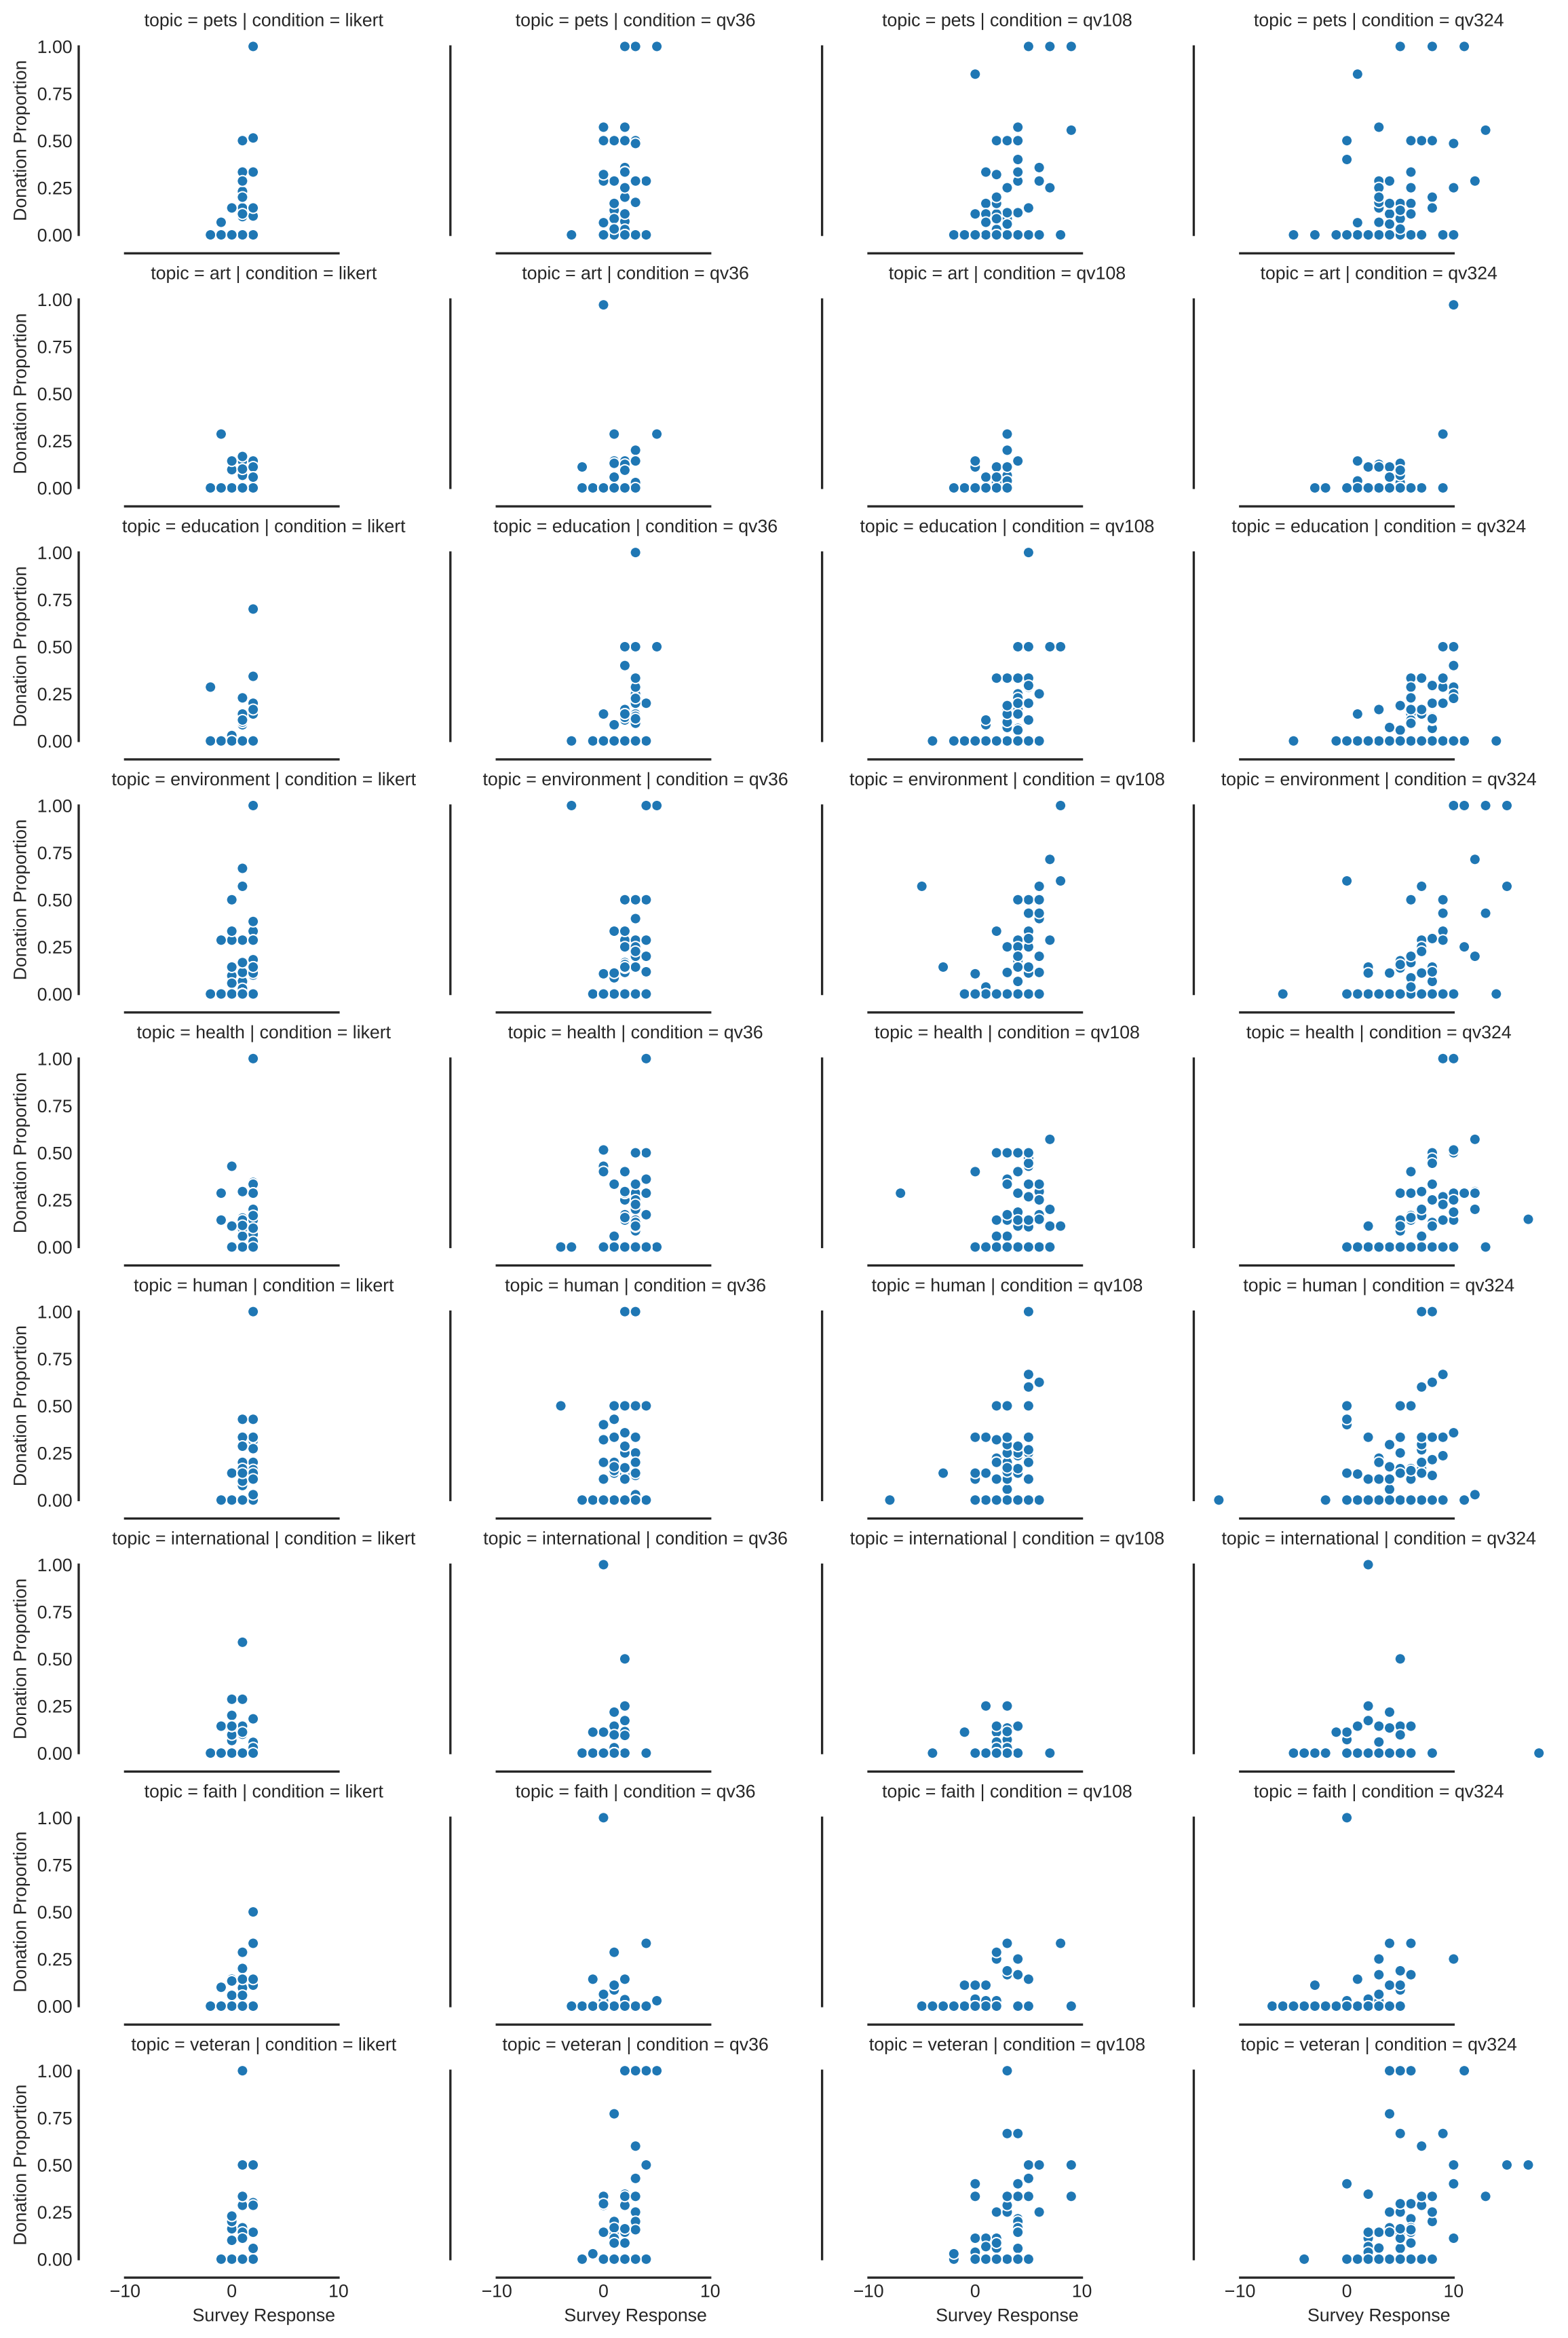 topic = pets | condition = likert
topic = pets | condition = qv36
topic = pets | condition = qv108
topic = pets | condition = qv324
1.00
0.75
0.50
0.25
0.00
Donation Proportion
topic = art | condition = likert
topic = art | condition = qv36
topic = art | condition = qv108
topic = art | condition = qv324
1.00
0.75
0.50
0.25
0.00
Donation Proportion
topic = education | condition = likert
topic = education | condition = qv36
topic = education | condition = qv108
topic = education | condition = qv324
1.00
0.75
0.50
0.25
0.00
Donation Proportion
topic = environment | condition = likert
topic = environment | condition = qv36
topic = environment | condition = qv108
topic = environment | condition = qv324
1.00
0.75
0.50
0.25
0.00
Donation Proportion
topic = health | condition = likert
topic = health | condition = qv36
topic = health | condition = qv108
topic = health | condition = qv324
1.00
0.75
0.50
0.25
0.00
Donation Proportion
topic = human | condition = likert
topic = human | condition = qv36
topic = human | condition = qv108
topic = human | condition = qv324
1.00
0.75
0.50
0.25
0.00
Donation Proportion
topic = international | condition = likert
topic = international | condition = qv36
topic = international | condition = qv108
topic = international | condition = qv324
1.00
0.75
0.50
0.25
0.00
Donation Proportion
topic = faith | condition = likert
topic = faith | condition = qv36
topic = faith | condition = qv108
topic = faith | condition = qv324
1.00
0.75
0.50
0.25
0.00
Donation Proportion
topic = veteran | condition = likert
topic = veteran | condition = qv36
topic = veteran | condition = qv108
topic = veteran | condition = qv324
1.00
0.75
0.50
0.25
0.00
Donation Proportion
−10 0 10
Survey Response
−10 0 10
Survey Response
−10 0 10
Survey Response
−10 0 10
Survey Response